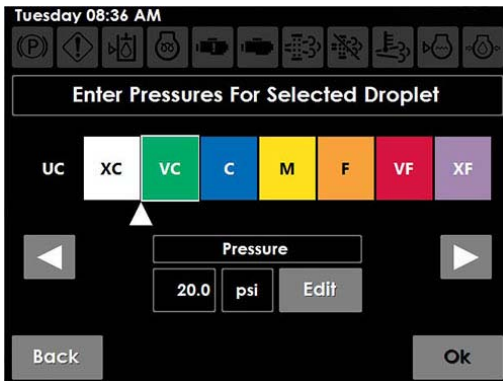 Tuesday 08:36 AM
(P)
Enter Pressures For Selected Droplet
UC XC VC C M F VF XF
Pressure
20.0 psi Edit
Back Ok